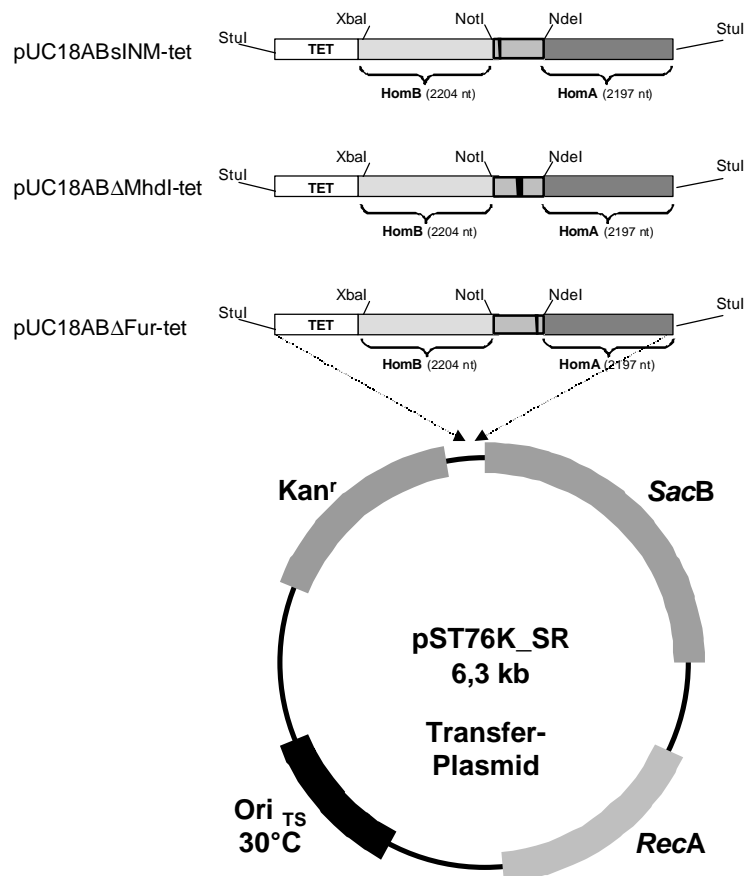 XbaI NotI NdeI
StuI StuI
pUC18ABsINM-tet
TET
HomB (2204 nt) HomA (2197 nt)
XbaI NotI NdeI
StuI StuI
pUC18ABΔMhdI-tet
TET
HomB (2204 nt) HomA (2197 nt)
XbaI NotI NdeI
StuI StuI
pUC18ABΔFur-tet
TET
HomB (2204 nt) HomA (2197 nt)
Kanr SacB
pST76K_SR
6,3 kb
Transfer-
Plasmid
Ori TS
30°C
RecA